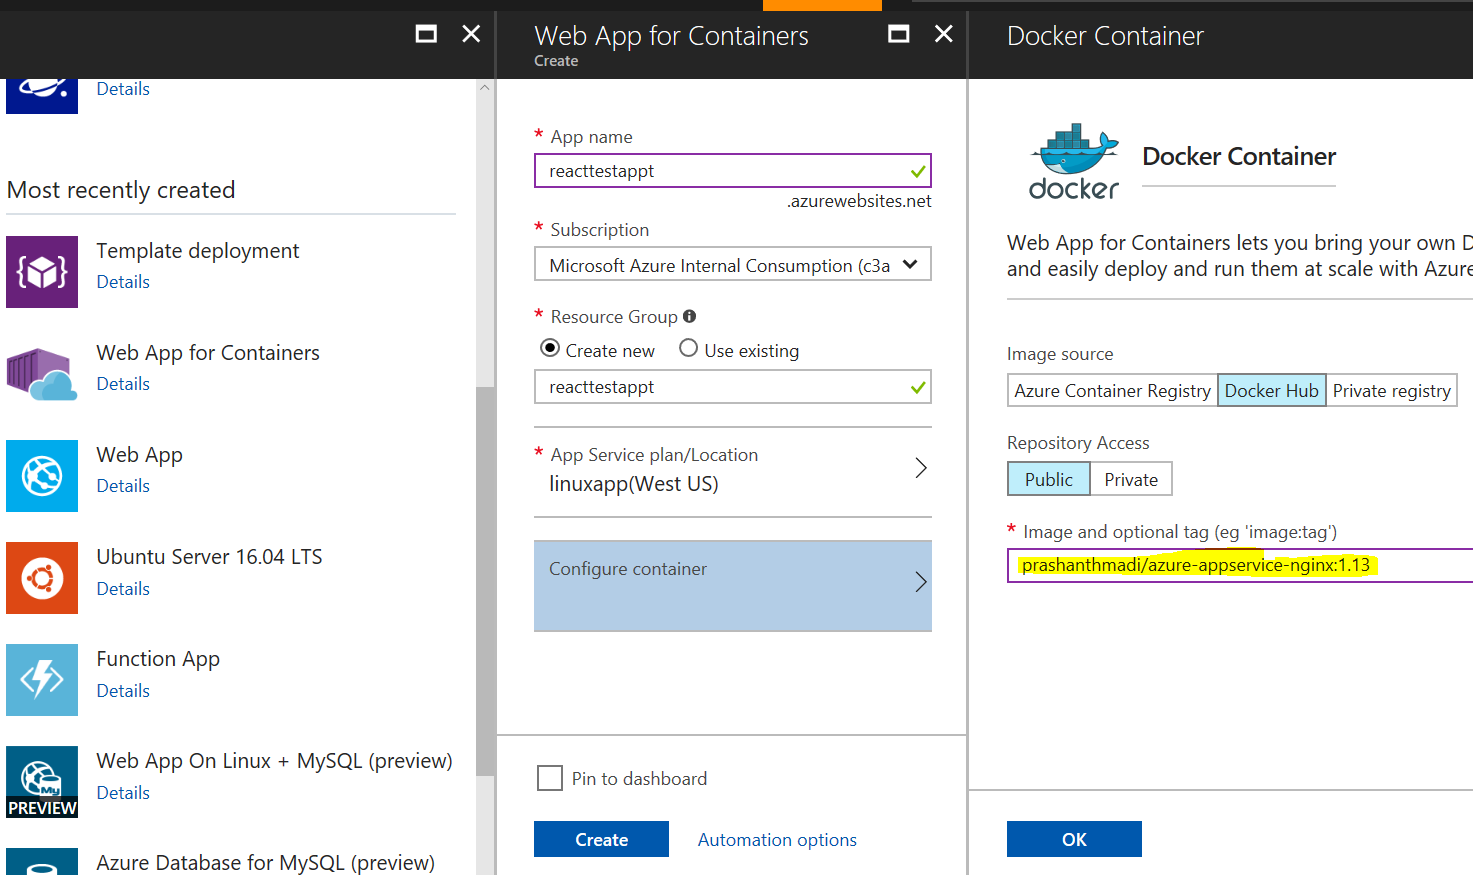 Details
Most recently created
Template deployment
Details
Web App for Containers
Details
Web App
Details
Ubuntu Server 16.04 LTS
Details
Function App
Details
Web App On Linux + MySQL (preview)
Details
My
PREVIEW
Azure Database for MySQL (preview)
Web App for Containers
Create
* App name
reacttestappt
.azurewebsites.net
* Subscription
Microsoft Azure Internal Consumption (c3a
* Resource Group
Create new Use existing
reacttestappt
* App Service plan/Location
linuxapp(West US)
Configure container
Pin to dashboard
Create Automation options
Docker Container
docker
Docker Container
Web App for Containers lets you bring your own D
and easily deploy and run them at scale with Azure
Image source
Azure Container Registry Docker Hub Private registry
Repository Access
Public Private
* Image and optional tag (eg 'image:tag')
prashanthmadi/azure-appservice-nginx:1.13
OK